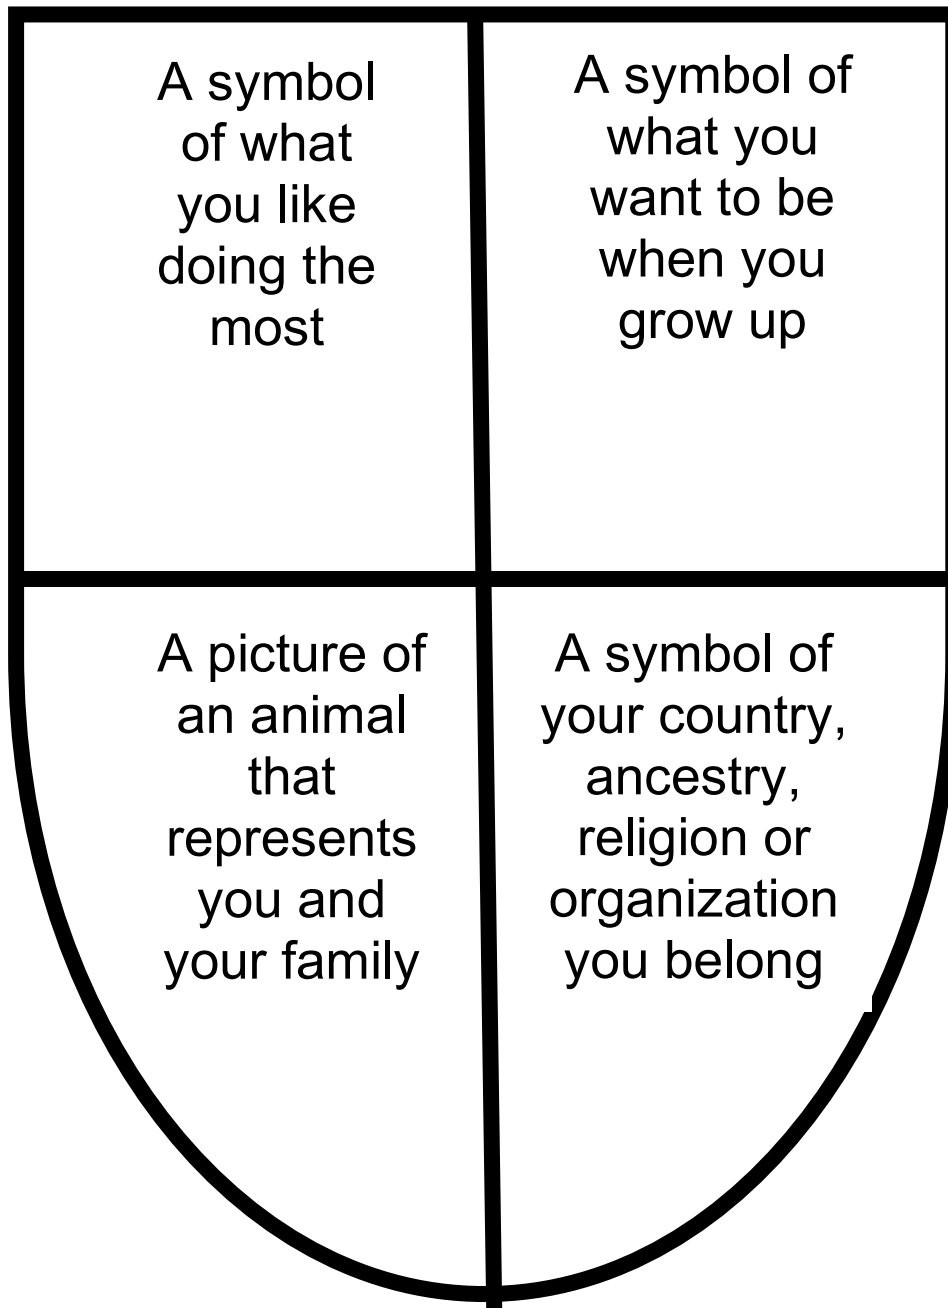 A symbol
of what
you like
doing the
most
A symbol of
what you
want to be
when you
grow up
A picture of
an animal
that
represents
you and
your family
A symbol of
your country,
ancestry,
religion or
organization
you belong